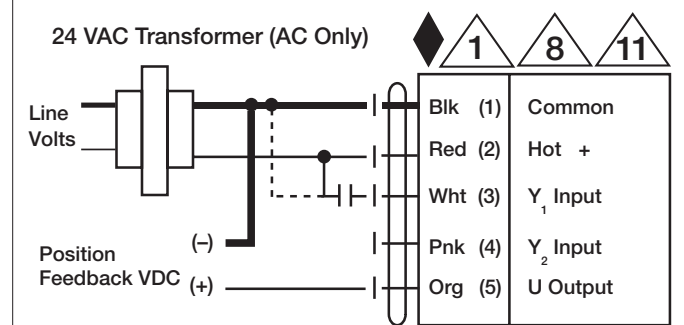 24 VAC Transformer (AC Only)
1 8 11
Line
Volts
Blk (1) Common
Red (2) Hot +
Wht (3) Y1 Input
Pnk (4) Y2 Input
Org (5) U Output
Position
Feedback VDC
(–)
(+)